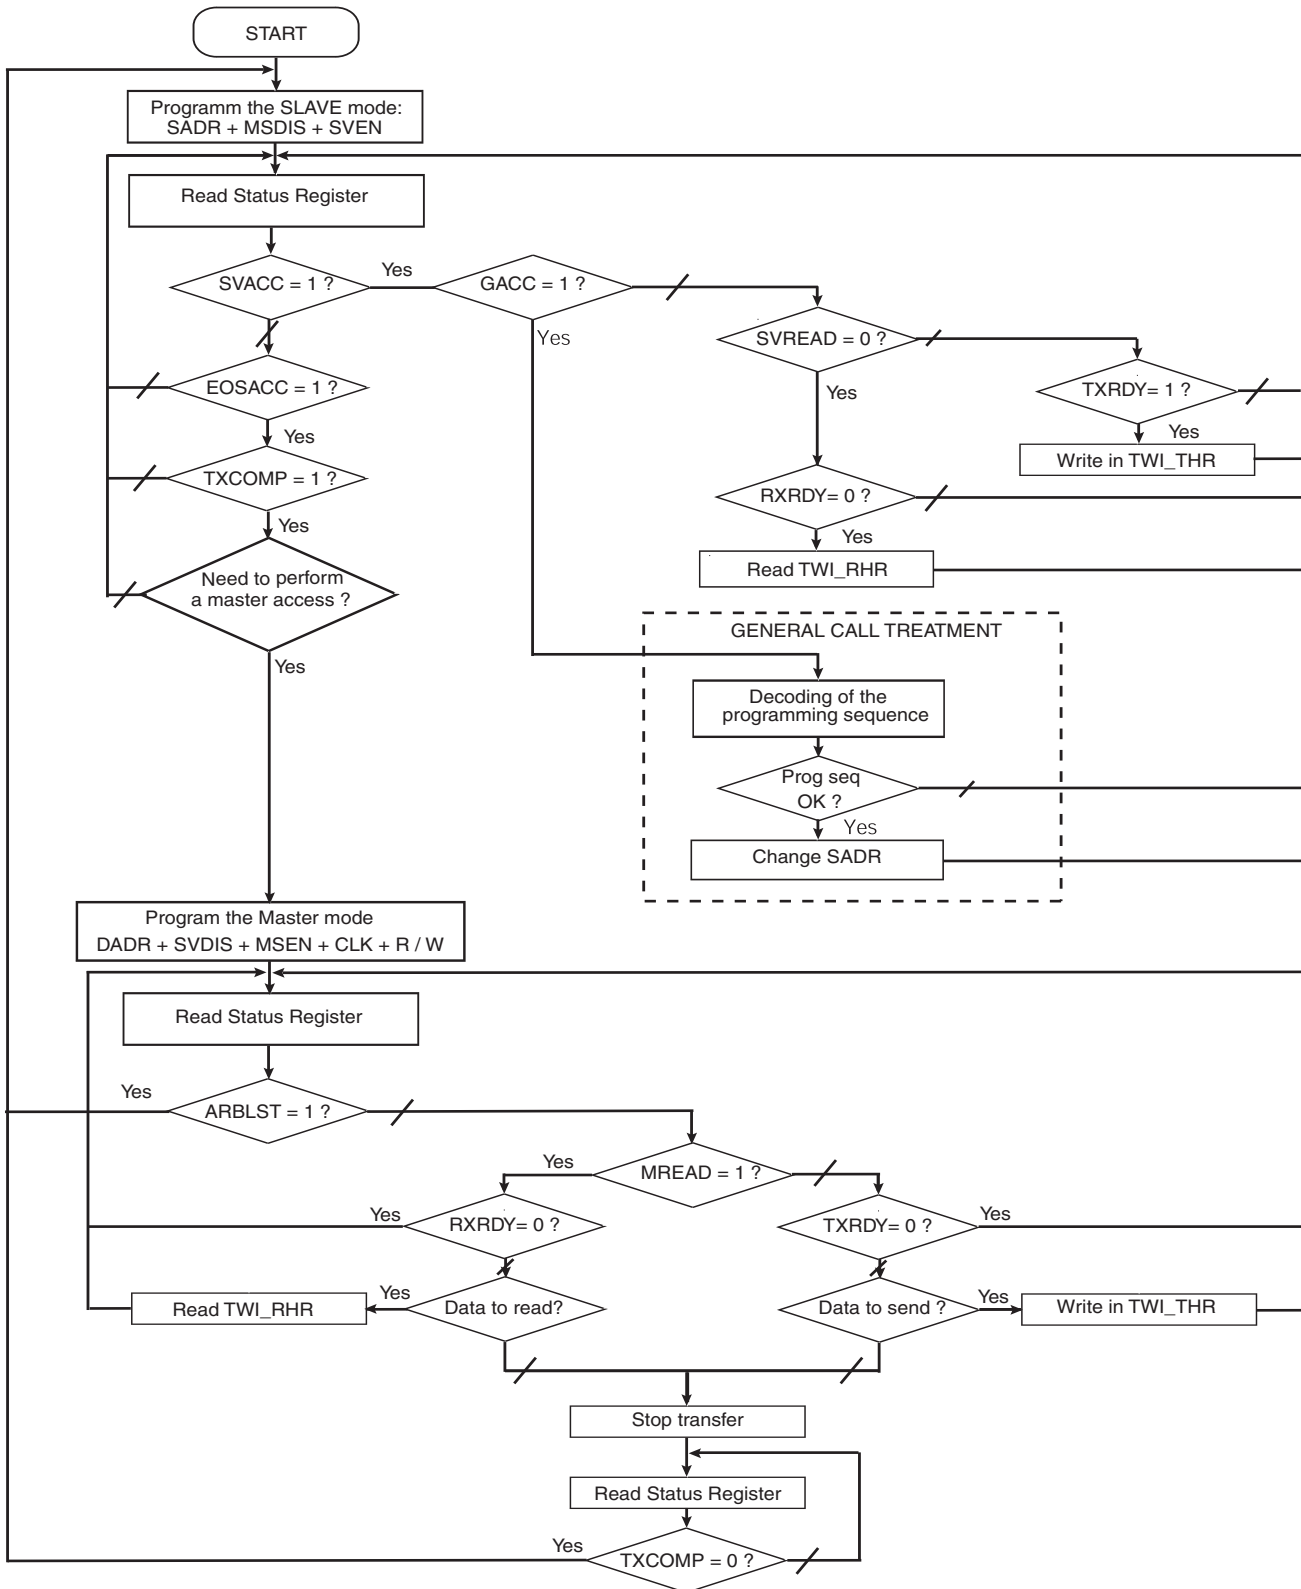 START
Programm the SLAVE mode:
SADR + MSDIS + SVEN
Read Status Register
SVACC = 1 ?
Yes
GACC = 1 ?
Yes
SVREAD = 0 ?
Yes
TXRDY= 1 ?
Yes
Write in TWI_THR
EOSACC = 1 ?
Yes
TXCOMP = 1 ?
Yes
RXRDY= 0 ?
Yes
Read TWI_RHR
Need to perform
a master access ?
Yes
GENERAL CALL TREATMENT
Decoding of the
programming sequence
Prog seq
OK ?
Yes
Change SADR
Program the Master mode
DADR + SVDIS + MSEN + CLK + R / W
Read Status Register
Yes
ARBLST = 1 ?
Yes
MREAD = 1 ?
Yes
RXRDY= 0 ?
TXRDY= 0 ?
Yes
Read TWI_RHR
Yes
Data to read?
Data to send ?
Yes
Write in TWI_THR
Stop transfer
Read Status Register
Yes
TXCOMP = 0 ?